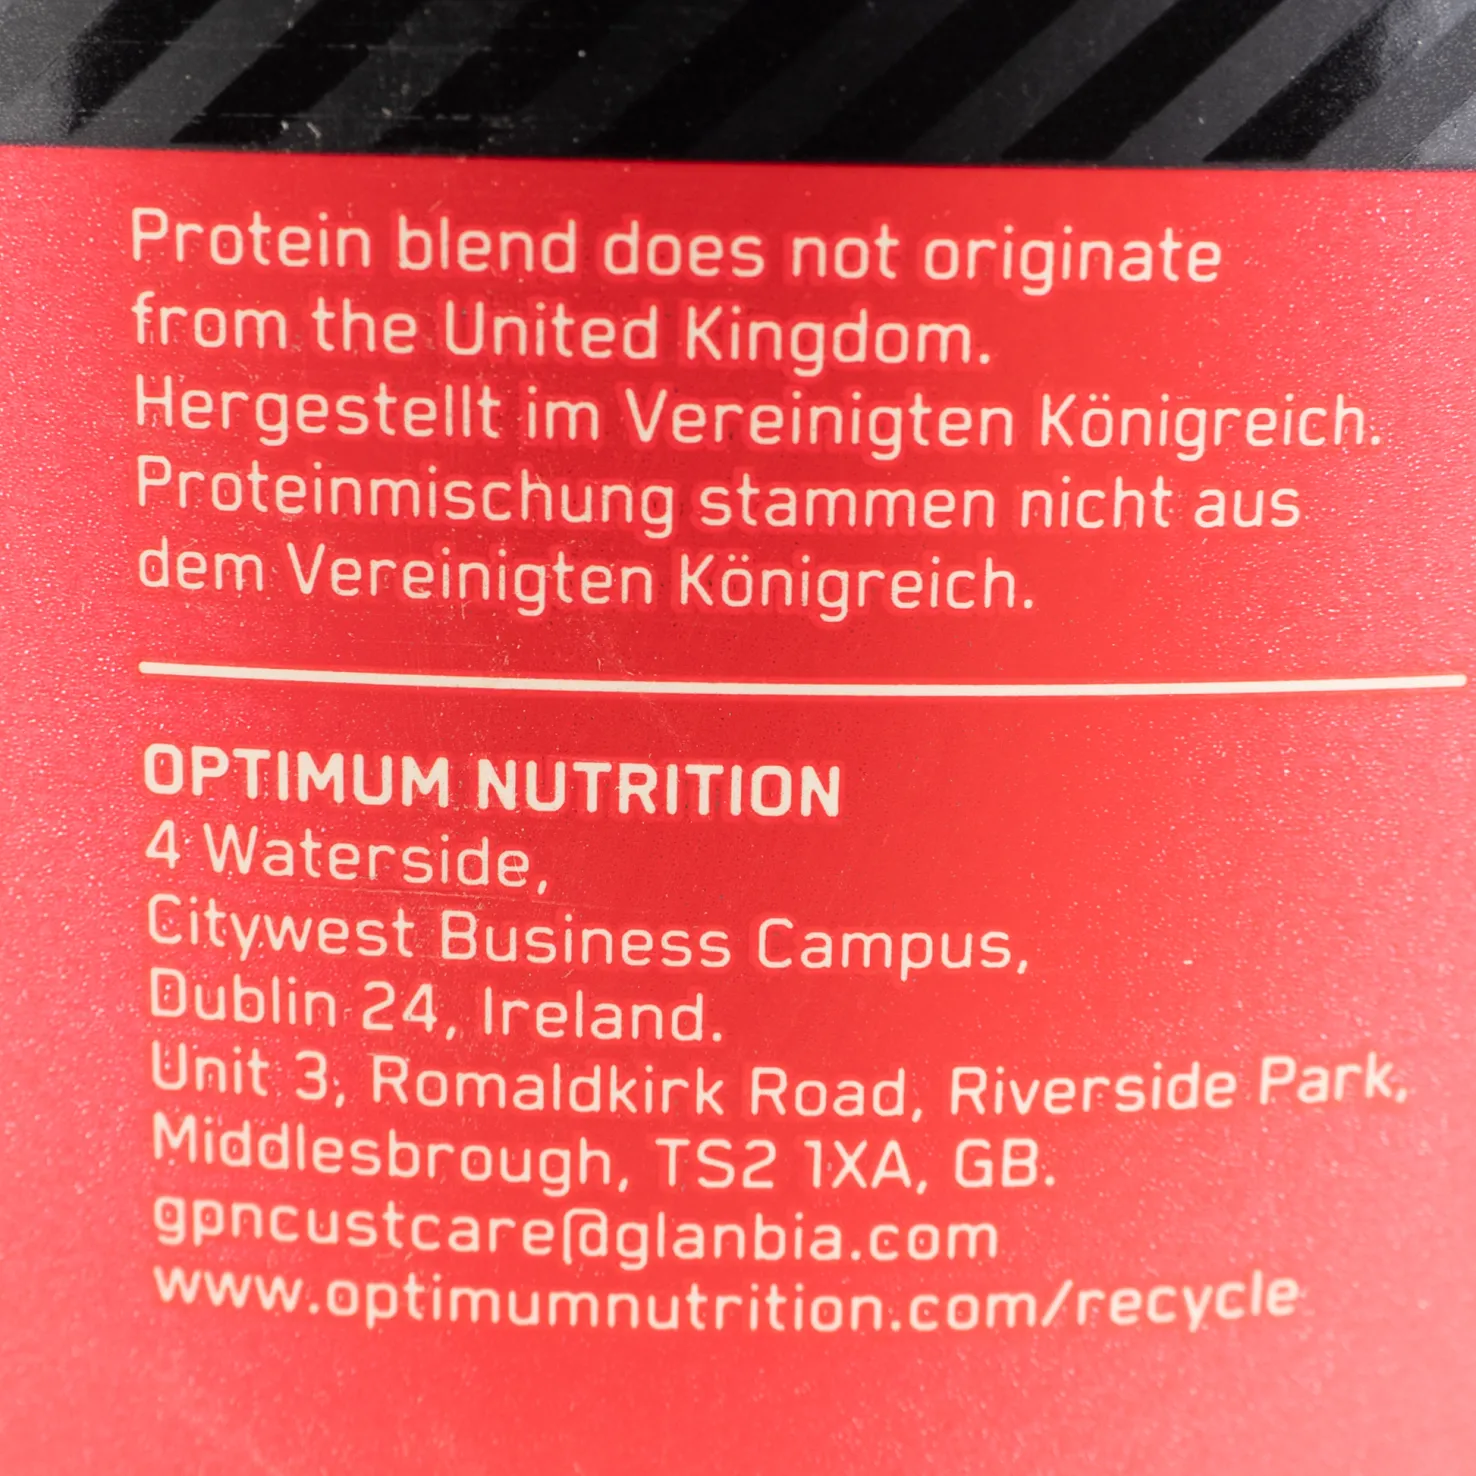 Protein blend does not originate
from the United Kingdom.
Hergestellt im Vereinigten Königreich.
Proteinmischung stammen nicht aus
dem Vereinigten Königreich.
OPTIMUM NUTRITION
4 Waterside,
Citywest Business Campus,
Dublin 24, Ireland.
Unit 3, Romaldkirk Road, Riverside Park,
Middlesbrough, TS2 1XA, GB.
gpncustcare@glanbia.com
www.optimumnutrition.com/recycle